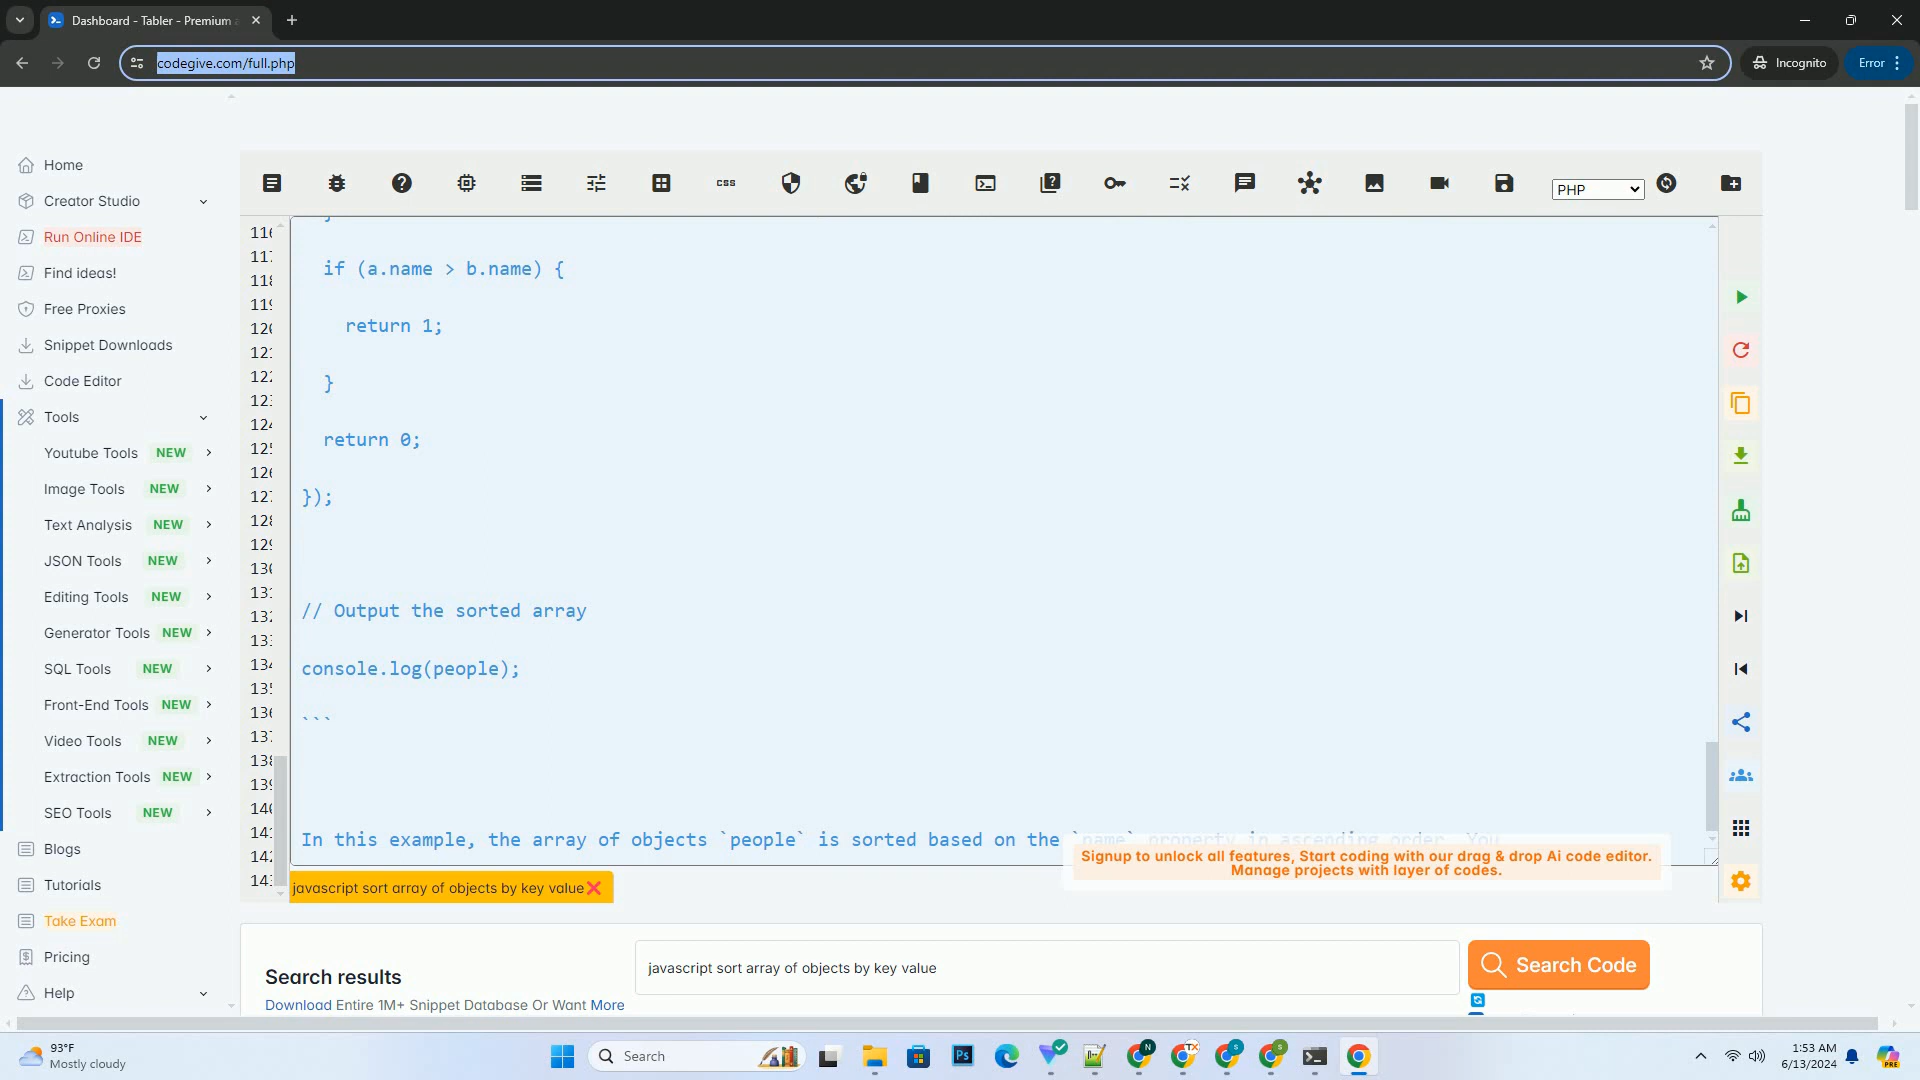 Dashboard - Tabler - Premium
codegive.com/full.php
Incognito
Error
Home
Creator Studio
Run Online IDE
Find ideas!
Free Proxies
Snippet Downloads
Code Editor
Tools
Youtube Tools NEW
Image Tools NEW
Text Analysis NEW
JSON Tools NEW
Editing Tools NEW
Generator Tools NEW
SQL Tools NEW
Front-End Tools NEW
Video Tools NEW
Extraction Tools NEW
SEO Tools NEW
Blogs
Tutorials
Take Exam
Pricing
Help
css
PHP
}
if (a.name > b.name) {
return 1;
}
return 0;
});
// Output the sorted array
console.log(people);
```
In this example, the array of objects `people` is sorted based on the `name` property in ascending order. You
Signup to unlock all features, Start coding with our drag & drop Ai code editor.
Manage projects with layer of codes.
javascript sort array of objects by key value
Search results
Download Entire 1M+ Snippet Database Or Want More
javascript sort array of objects by key value
Search Code
93°F
Mostly cloudy
Search
1:53 AM
6/13/2024